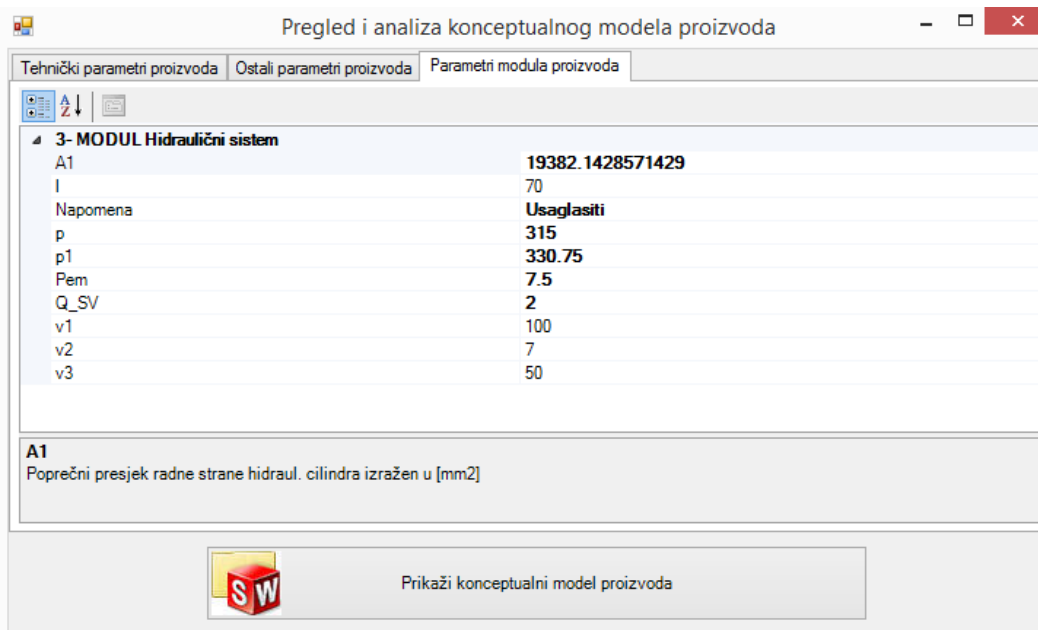 Pregled i analiza konceptualnog modela proizvoda
Tehnički parametri proizvoda Ostali parametri proizvoda Parametri modula proizvoda
3- MODUL Hidraulični sistem
A1 19382.1428571429
l 70
Napomena Usaglasiti
p 315
p1 330.75
Pem 7.5
Q_SV 2
v1 100
v2 7
v3 50
A1
Poprečni presjek radne strane hidraul. cilindra izražen u [mm2]
SW Prikaži konceptualni model proizvoda